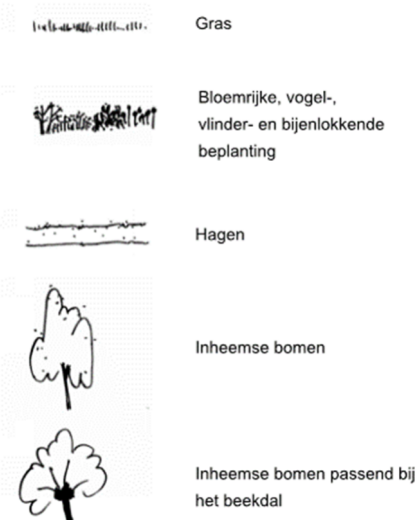 Gras
Bloemrijke, vogel-,
vlinder- en bijenlokkende
beplanting
Hagen
Inheemse bomen
Inheemse bomen passend bij
het beekdal